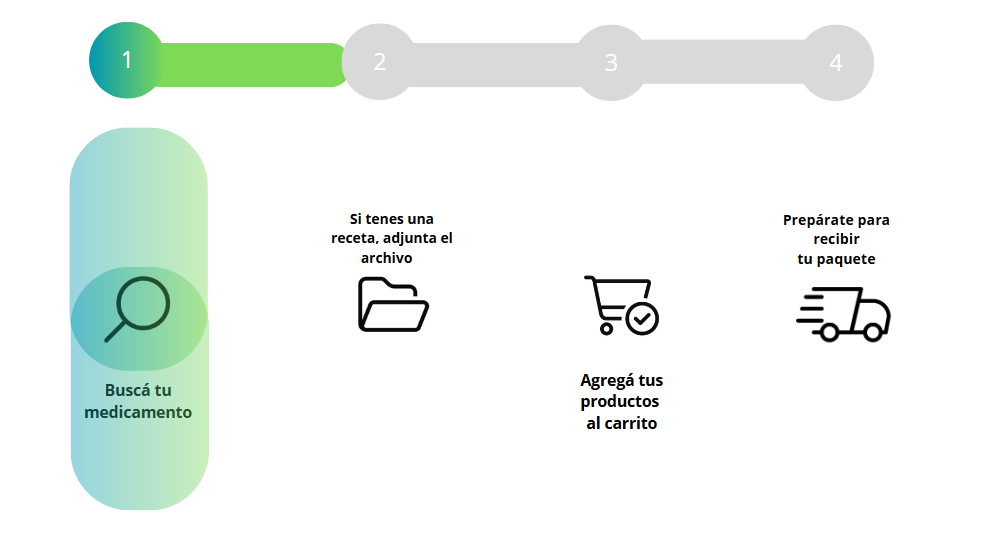 1
2
3
4
Buscá tu
medicamento
Si tenes una
receta, adjunta el
archivo
Agregá tus
productos
al carrito
Prepárate para
recibir
tu paquete